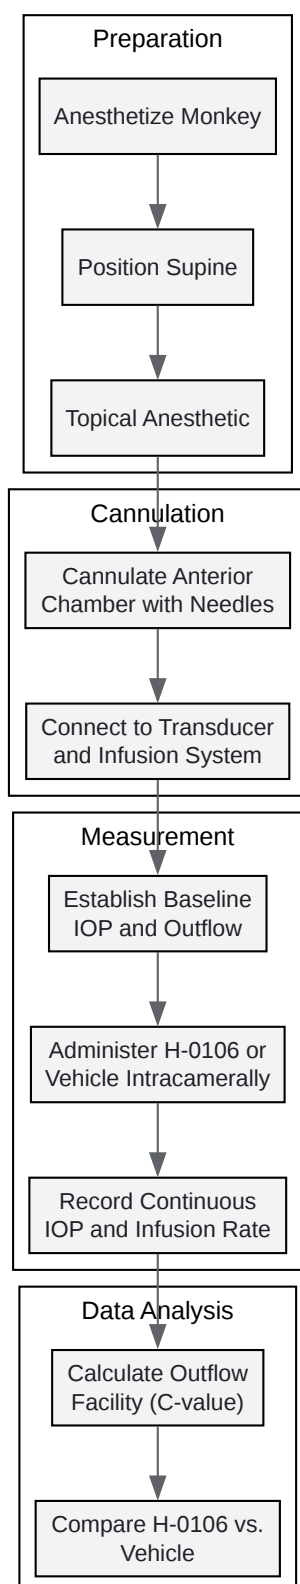 Preparation
Anesthetize Monkey
Position Supine
Topical Anesthetic
Cannulation
Cannulate Anterior
Chamber with Needles
Connect to Transducer
and Infusion System
Measurement
Establish Baseline
IOP and Outflow
Administer H-0106 or
Vehicle Intracamerally
Record Continuous
IOP and Infusion Rate
Data Analysis
Calculate Outflow
Facility (C-value)
Compare H-0106 vs.
Vehicle